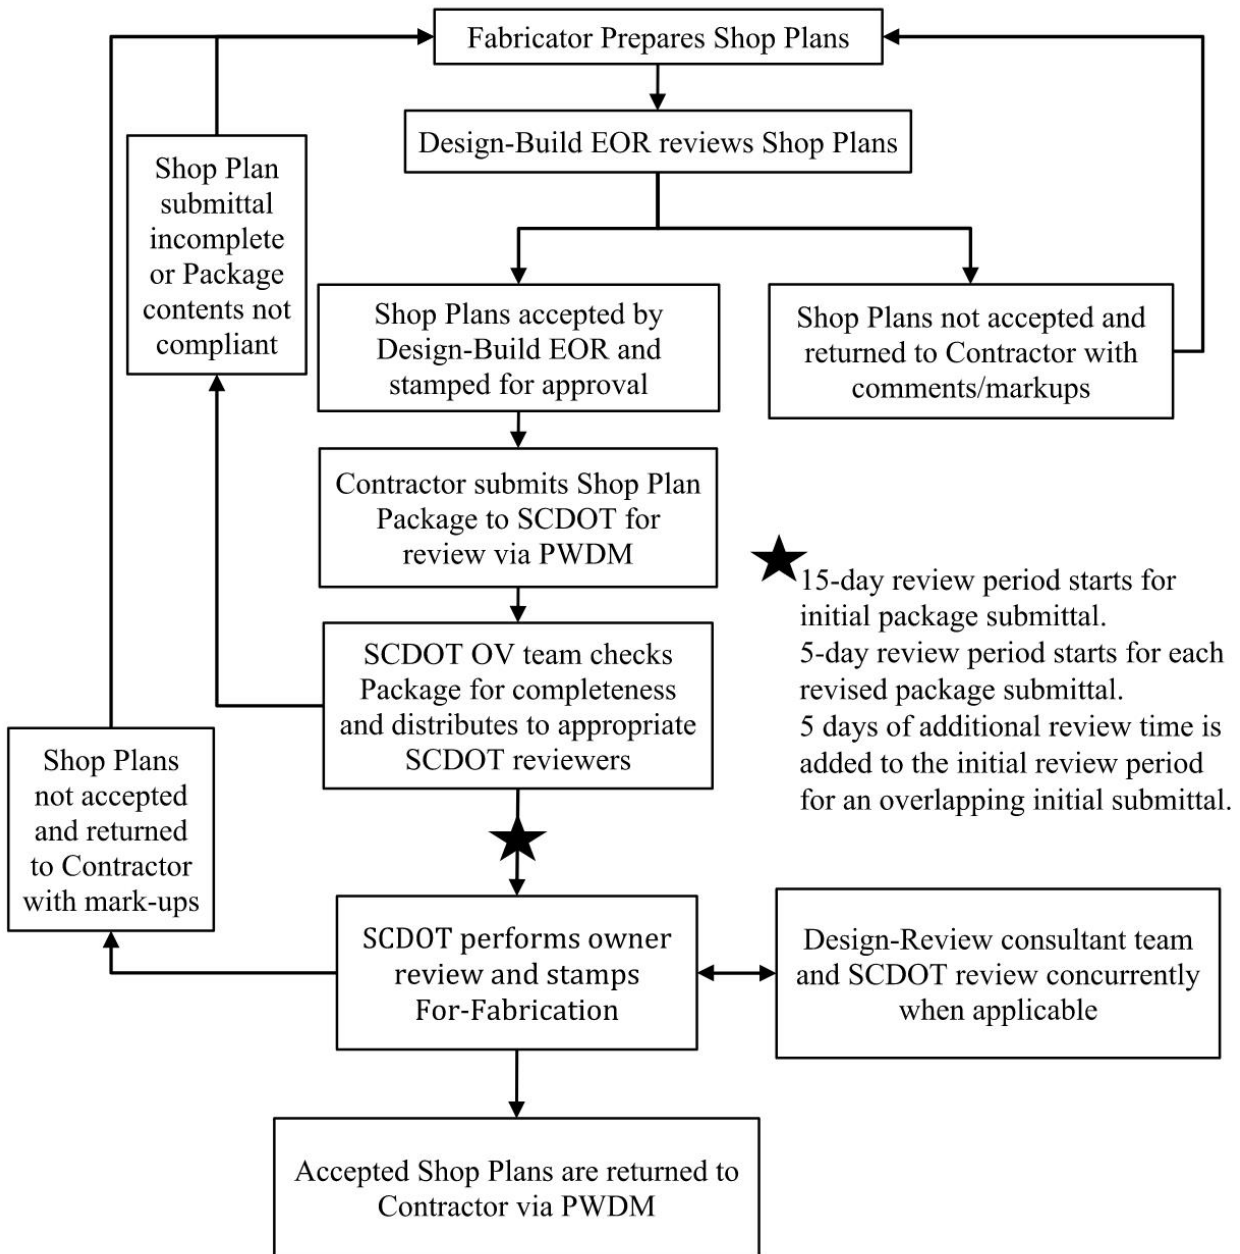 Fabricator Prepares Shop Plans
Design-Build EOR reviews Shop Plans
Shop Plan
submittal
incomplete
or Package
contents not
compliant
Shop Plans accepted by
Design-Build EOR and
stamped for approval
Shop Plans not accepted and
returned to Contractor with
comments/markups
Contractor submits Shop Plan
Package to SCDOT for
review via PWDM
15-day review period starts for
initial package submittal.
5-day review period starts for each
revised package submittal.
5 days of additional review time is
added to the initial review period
for an overlapping initial submittal.
SCDOT OV team checks
Package for completeness
and distributes to appropriate
SCDOT reviewers
Shop Plans
not accepted
and returned
to Contractor
with mark-ups
SCDOT performs owner
review and stamps
For-Fabrication
Design-Review consultant team
and SCDOT review concurrently
when applicable
Accepted Shop Plans are returned to
Contractor via PWDM